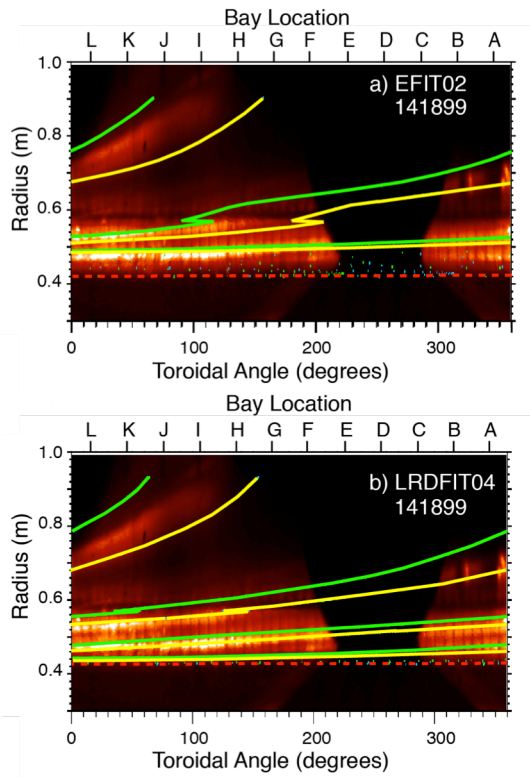 Bay Location
L K J I H G F E D C B A
a) EFIT02
141899
1.0
0.8
0.6
0.4
Radius (m)
0 100 200 300
Toroidal Angle (degrees)
Bay Location
L K J I H G F E D C B A
b) LRDFIT04
141899
1.0
0.8
0.6
0.4
Radius (m)
0 100 200 300
Toroidal Angle (degrees)